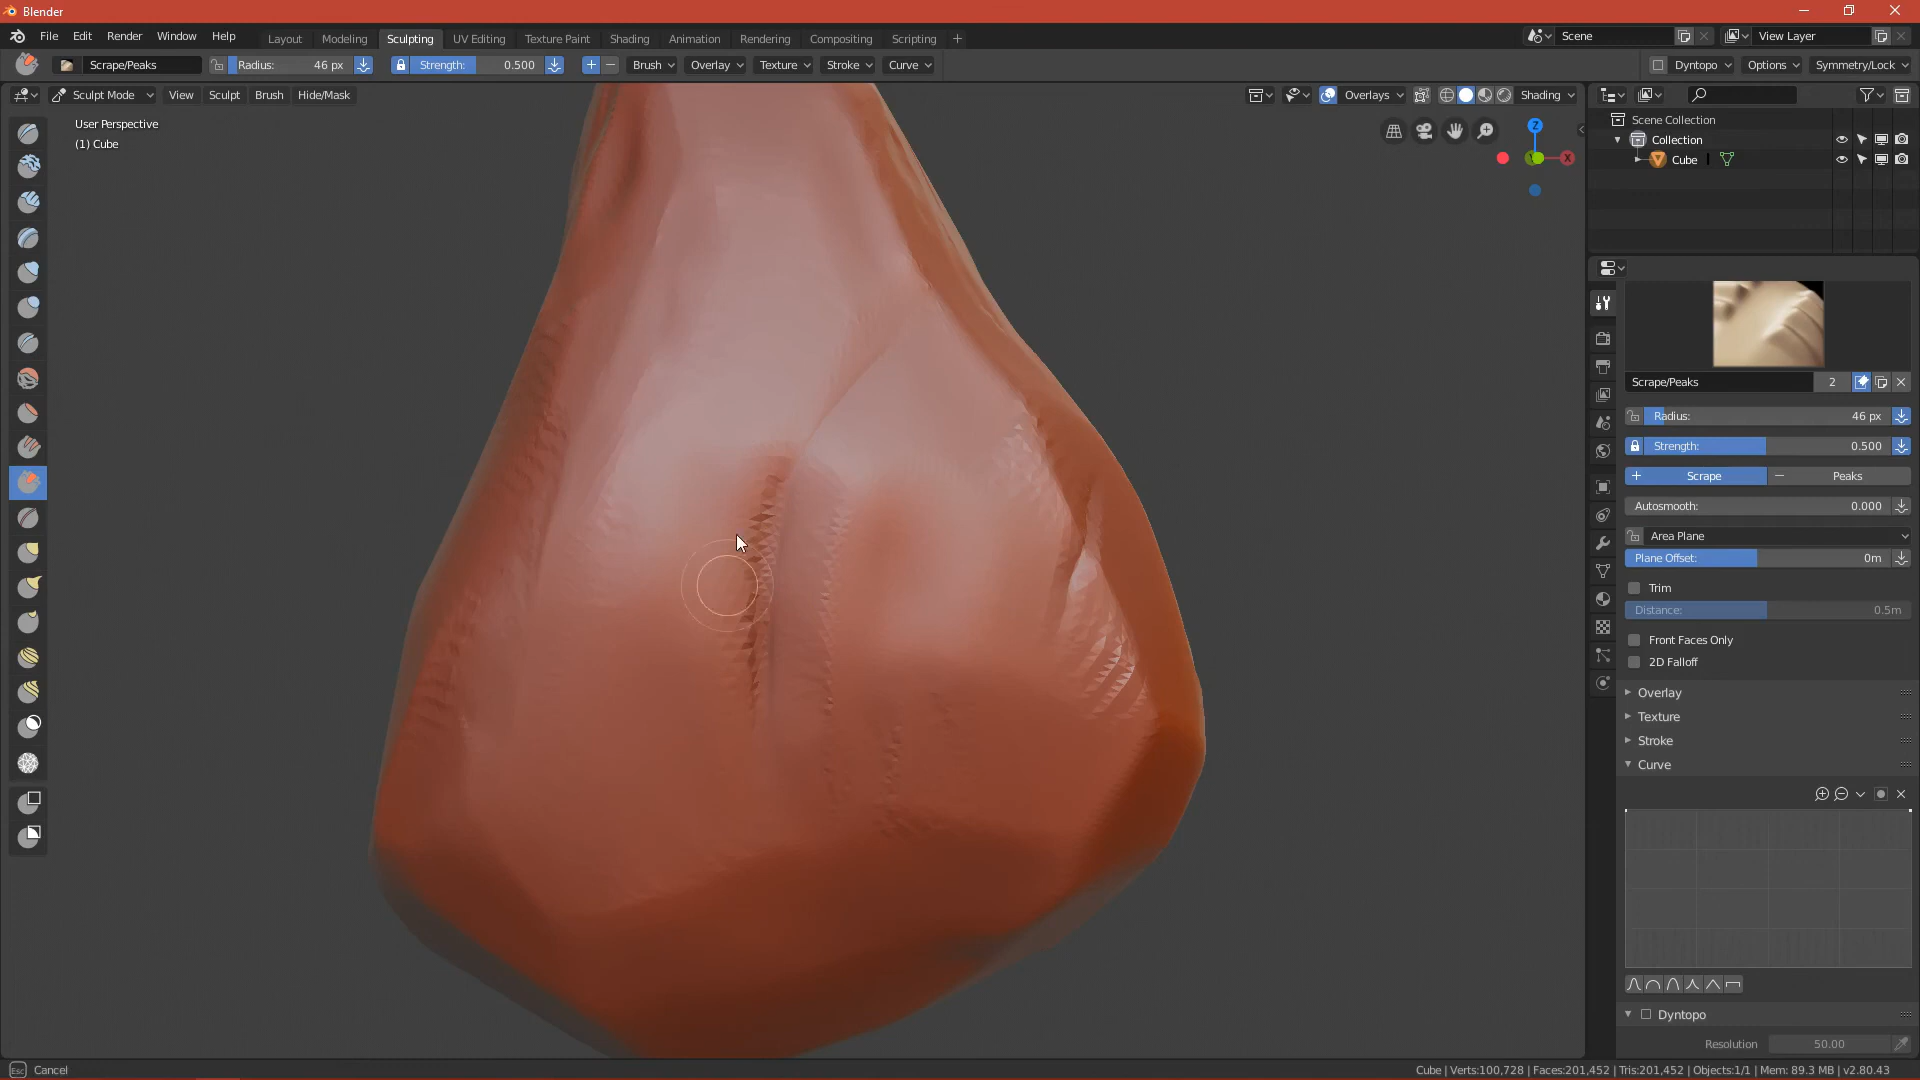 Blender
File Edit Render Window Help Layout Modeling Sculpting UV Editing Texture Paint Shading Animation Rendering Compositing Scripting + Scene View Layer
Scrape/Peaks Radius: 46 px Strength: 0.500 Brush Overlay Texture Stroke Curve Dyntopo Options Symmetry/Lock
Sculpt Mode View Sculpt Brush Hide/Mask Overlays Shading
User Perspective
(1) Cube
Z
X
Scene Collection
Collection
Cube
Scrape/Peaks 2
Radius: 46 px
Strength: 0.500
+ Scrape − Peaks
Autosmooth: 0.000
Area Plane
Plane Offset: 0m
Trim
Distance: 0.5m
Front Faces Only
2D Falloff
Overlay
Texture
Stroke
Curve
Dyntopo
Resolution 50.00
Esc Cancel
Cube | Verts:100,728 | Faces:201,452 | Tris:201,452 | Objects:1/1 | Mem: 89.3 MB | v2.80.43